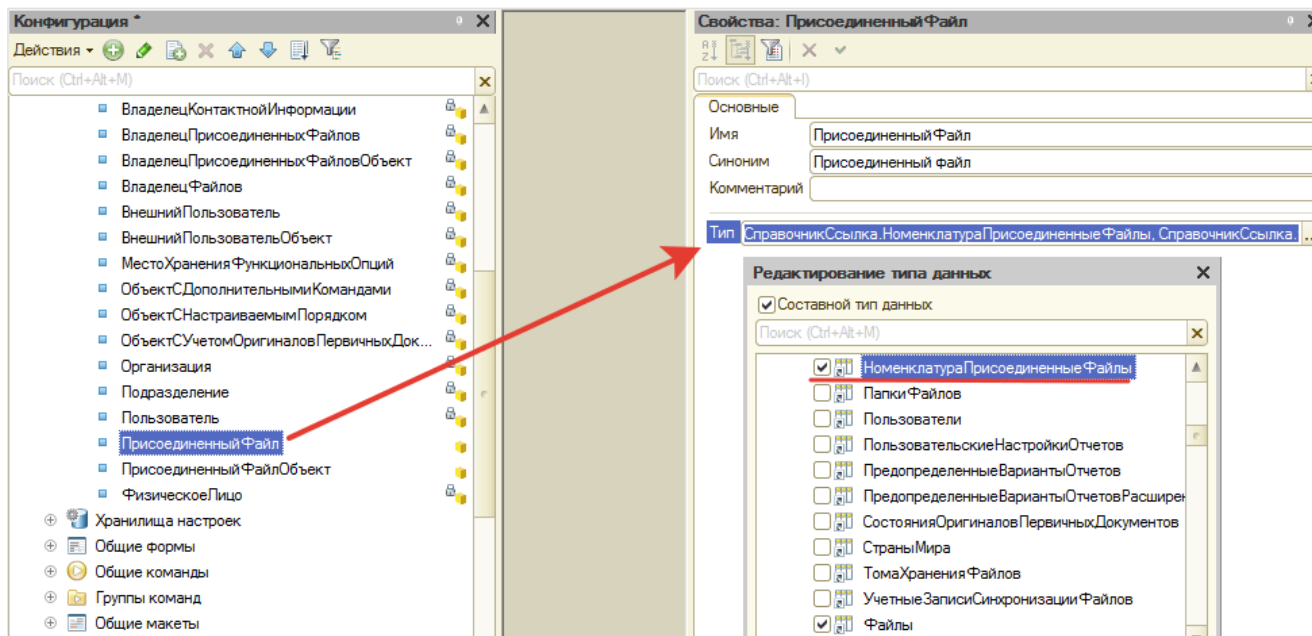 Конфигурация *
Действия
Поиск (Ctrl+Alt+M)
ВладелецКонтактнойИнформации
ВладелецПрисоединенныхФайлов
ВладелецПрисоединенныхФайловОбъект
ВладелецФайлов
ВнешнийПользователь
ВнешнийПользовательОбъект
МестоХраненияФункциональныхОпций
ОбъектСДополнительнымиКомандами
ОбъектСНастраиваемымПорядком
ОбъектСУчетомОригиналовПервичныхДок...
Организация
Подразделение
Пользователь
ПрисоединенныйФайл
ПрисоединенныйФайлОбъект
ФизическоеЛицо
Хранилища настроек
Общие формы
Общие команды
Группы команд
Общие макеты
Свойства: ПрисоединенныйФайл
Поиск (Ctrl+Alt+I)
Основные
Имя ПрисоединенныйФайл
Синоним Присоединенный файл
Комментарий
Тип СправочникСсылка.НоменклатураПрисоединенныеФайлы, СправочникСсылка. ...
Редактирование типа данных
Составной тип данных
Поиск (Ctrl+Alt+M)
НоменклатураПрисоединенныеФайлы
ПапкиФайлов
Пользователи
ПользовательскиеНастройкиОтчетов
ПредопределенныеВариантыОтчетов
ПредопределенныеВариантыОтчетовРасширен
СостоянияОригиналовПервичныхДокументов
СтраныМира
ТомаХраненияФайлов
УчетныеЗаписиСинхронизацииФайлов
Файлы